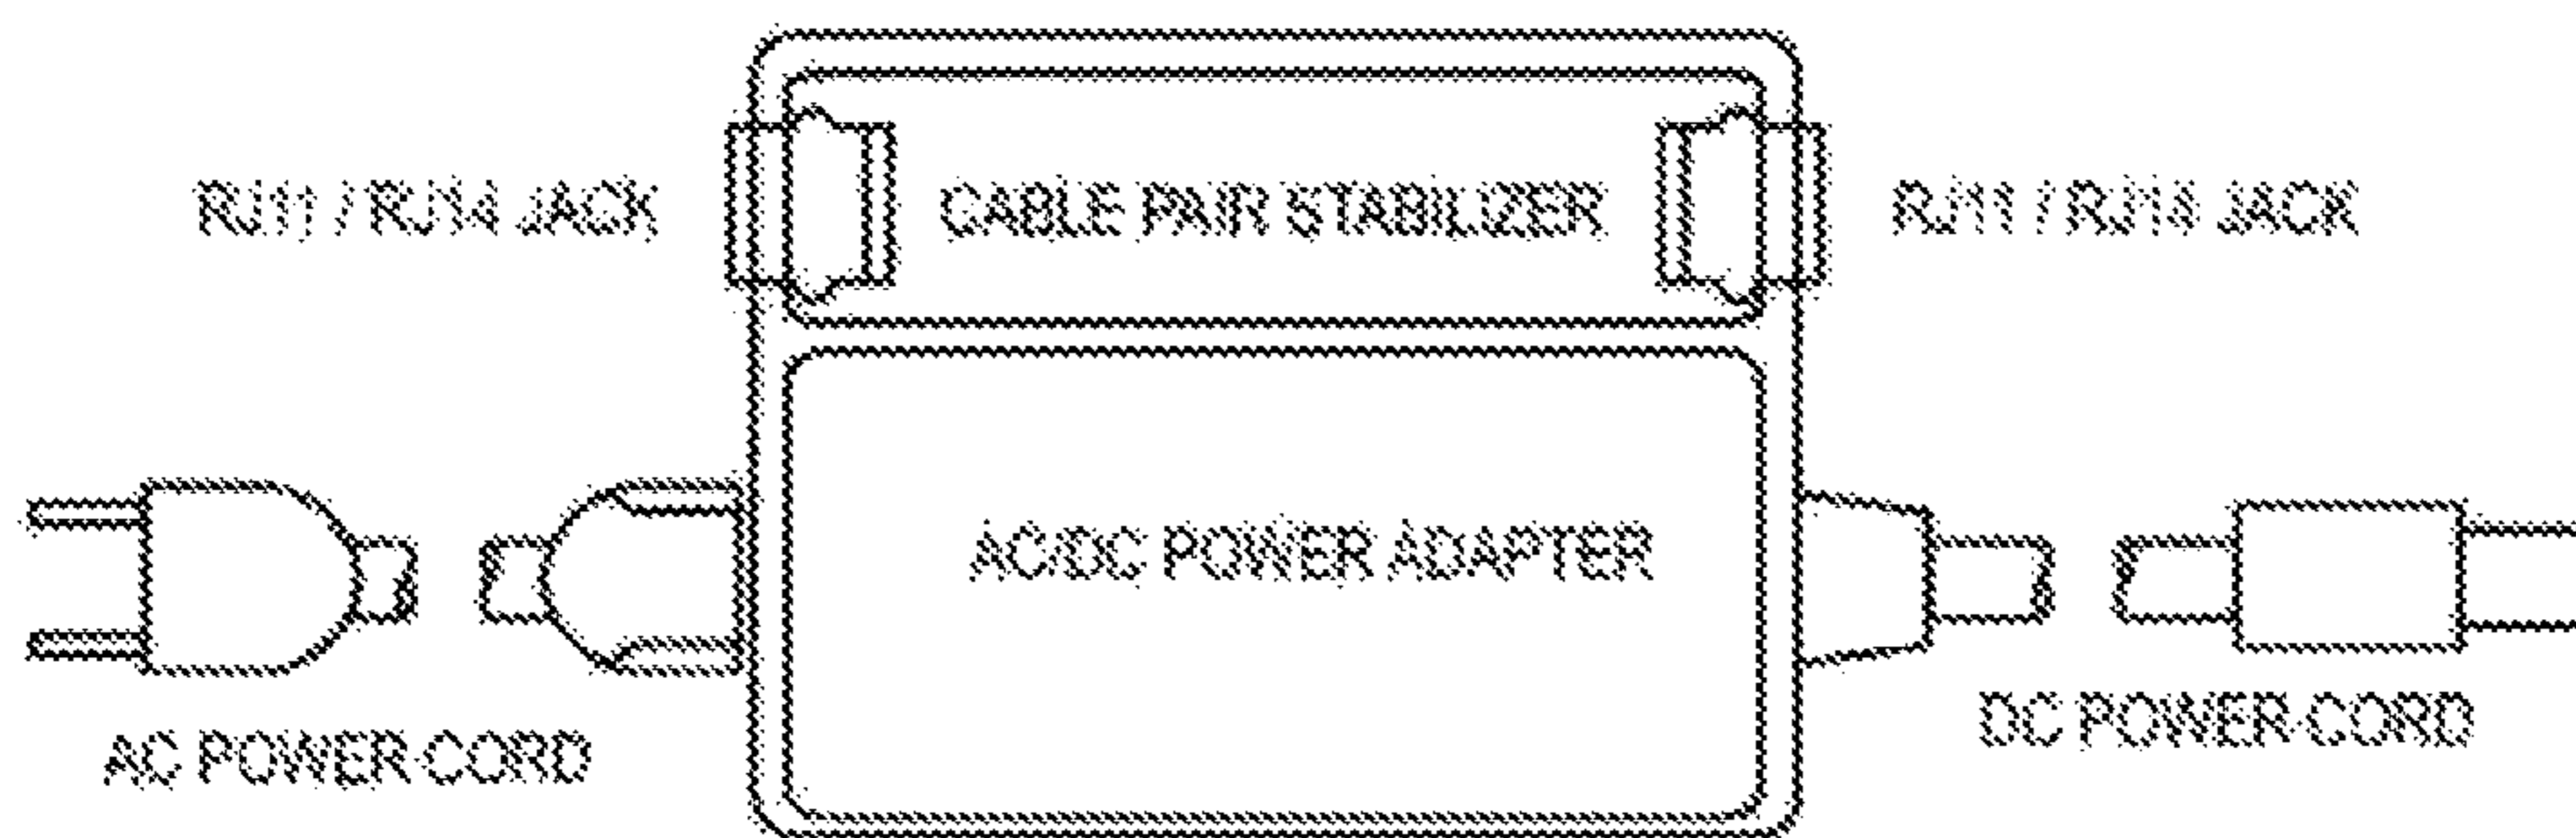 RJ11 / RJ14 JACK
CABLE PAIR STABILIZER
RJ11 / RJ14 JACK
AC/DC POWER ADAPTER
AC POWER CORD
DC POWER CORD